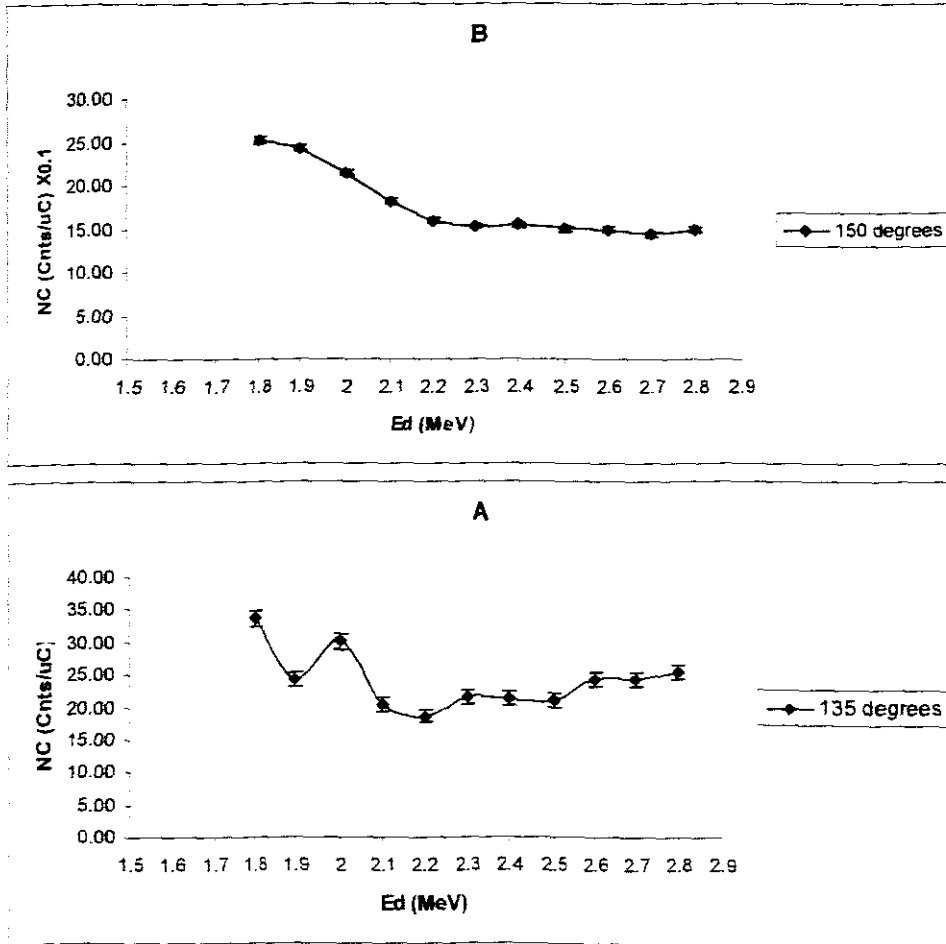 B
NC (Cnts/uC) X0.1
30.00
25.00
20.00
15.00
10.00
5.00
0.00
1.5 1.6 1.7 1.8 1.9 2 2.1 2.2 2.3 2.4 2.5 2.6 2.7 2.8 2.9
Ed (MeV)
150 degrees
A
NC (Cnts/uC)
40.00
35.00
30.00
25.00
20.00
15.00
10.00
5.00
0.00
1.5 1.6 1.7 1.8 1.9 2 2.1 2.2 2.3 2.4 2.5 2.6 2.7 2.8 2.9
Ed (MeV)
135 degrees